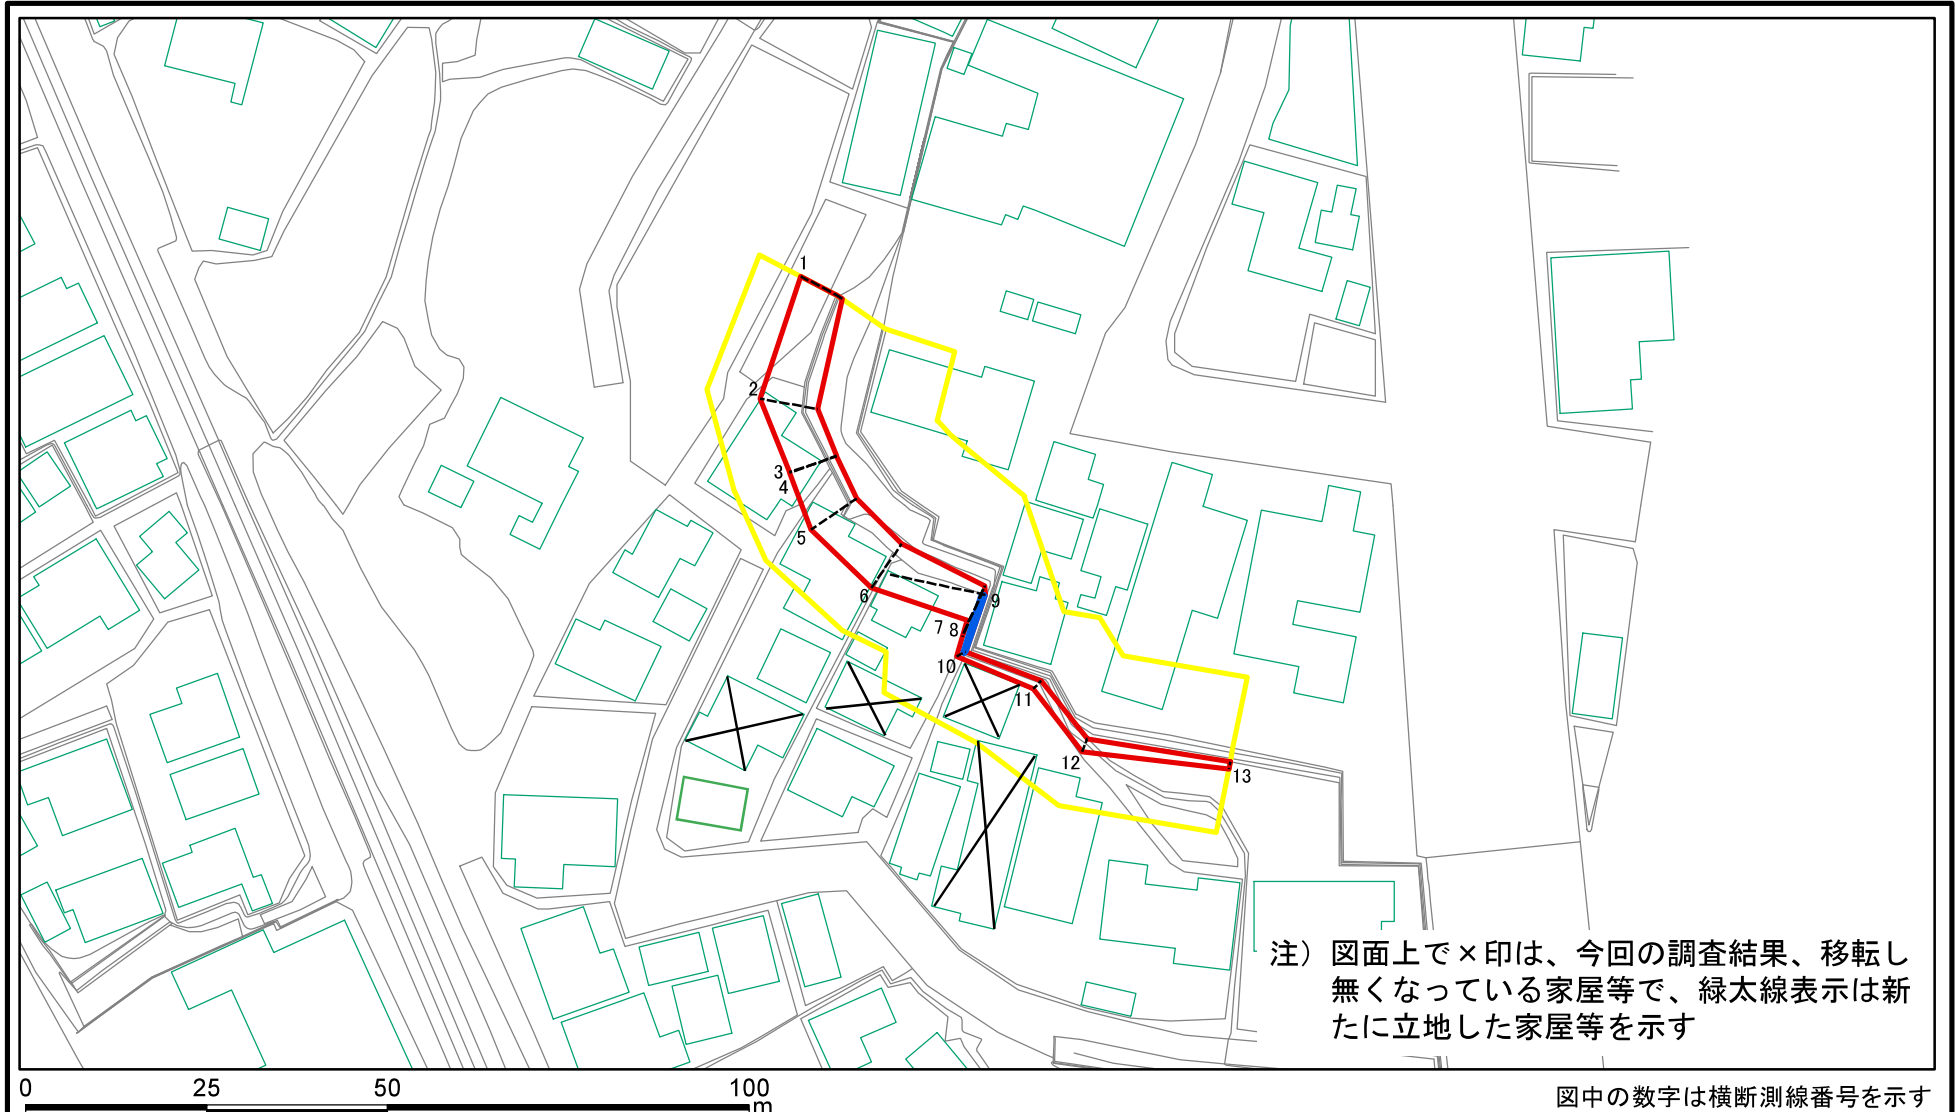 1
2
3
4
5
6
7
8
9
10
11
12
13
注）図面上で×印は、今回の調査結果、移転し
無くなっている家屋等で、緑太線表示は新
たに立地した家屋等を示す
0 25 50 100
m
図中の数字は横断測線番号を示す